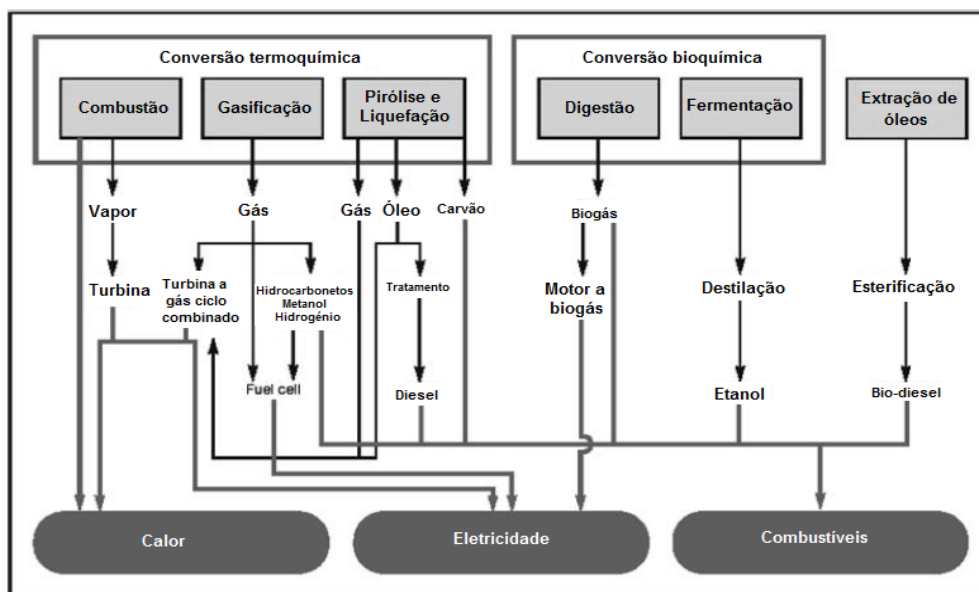 Conversão termoquímica
Conversão bioquímica
Combustão
Gasificação
Pirólise e
Liquefação
Digestão
Fermentação
Extração de
óleos
Vapor
Gás
Gás
Óleo
Carvão
Biogás
Turbina
Turbina a
gás ciclo
combinado
Hidrocarbonetos
Metanol
Hidrogénio
Tratamento
Motor a
biogás
Destilação
Esterificação
Fuel cell
Diesel
Etanol
Bio-diesel
Calor
Eletricidade
Combustíveis